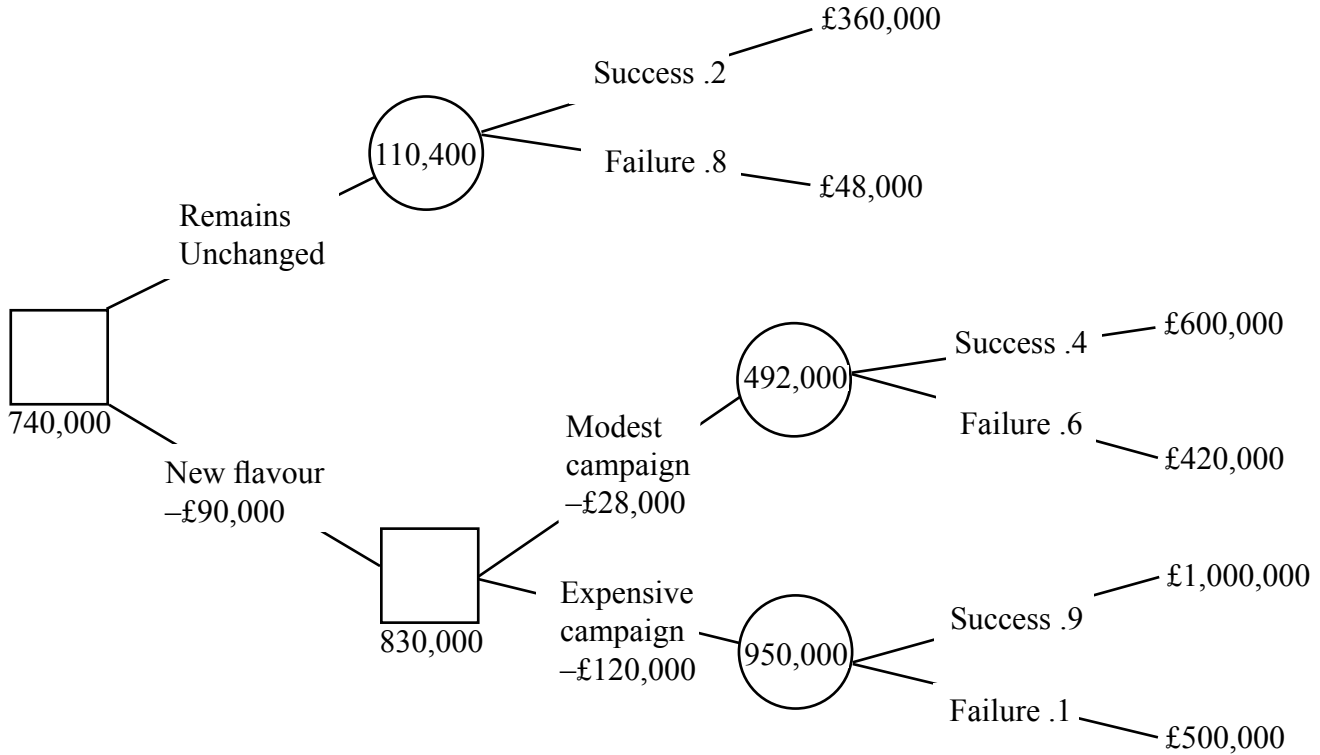 £360,000
Success .2
110,400
Failure .8
£48,000
Remains
Unchanged
740,000
New flavour
–£90,000
830,000
Modest
campaign
–£28,000
492,000
Success .4
£600,000
Failure .6
£420,000
Expensive
campaign
–£120,000
950,000
Success .9
£1,000,000
Failure .1
£500,000